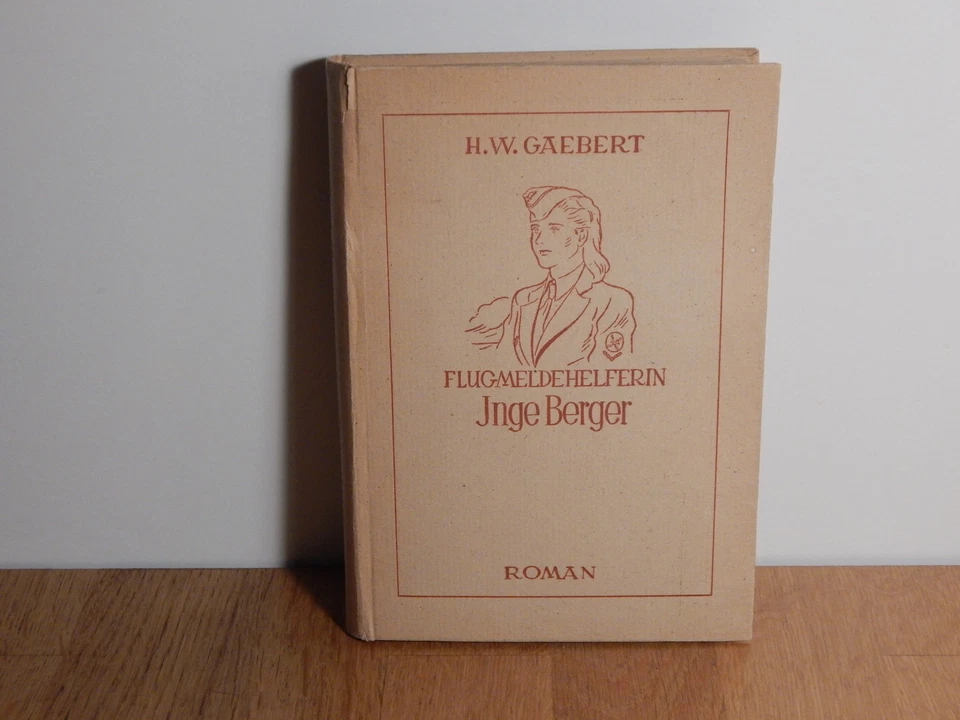 H.W. GAEBERT
FLUGMELDEHELFERIN
Jnge Berger
ROMAN